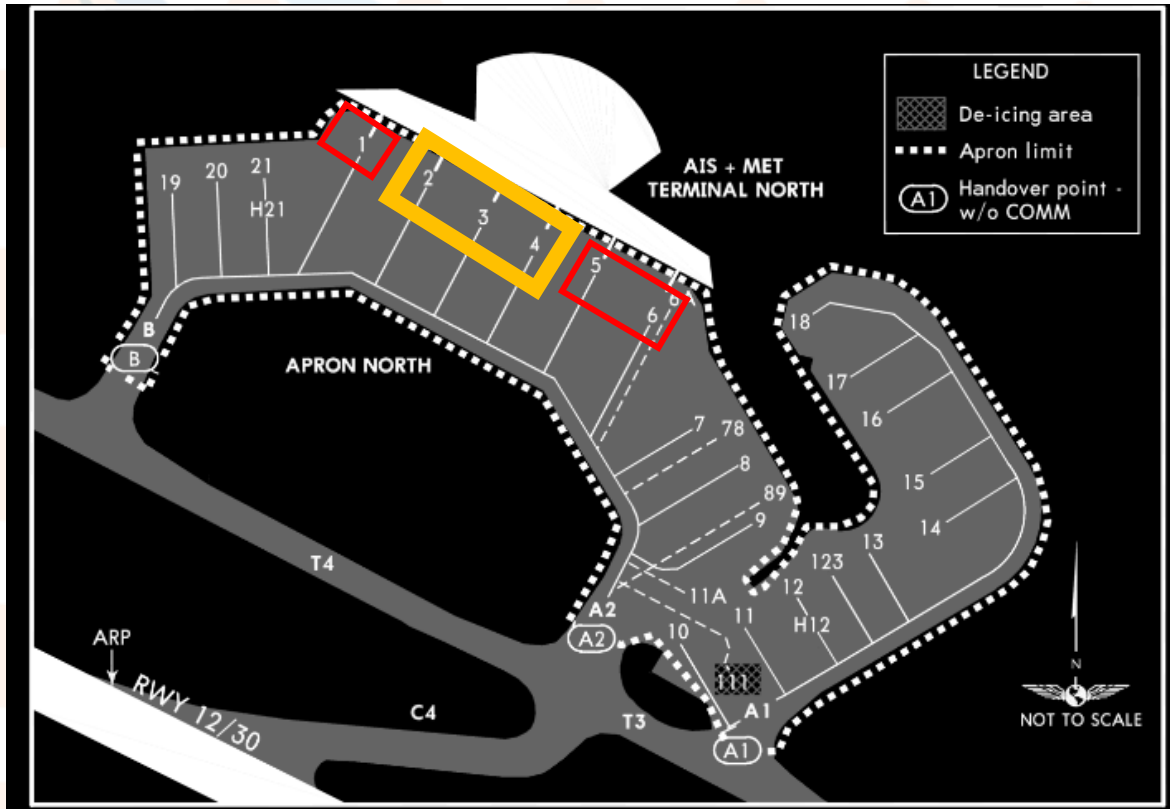 LEGEND
De-icing area
Apron limit
A1
Handover point -
w/o COMM
AIS + MET
TERMINAL NORTH
1
2
3
4
5
6
6
19
20
21
H21
B
B
APRON NORTH
7
78
8
89
9
18
17
16
15
14
13
123
12
H12
11A
11
10
111
A2
A2
A1
A1
T4
T3
C4
ARP
RWY 12/30
N
NOT TO SCALE